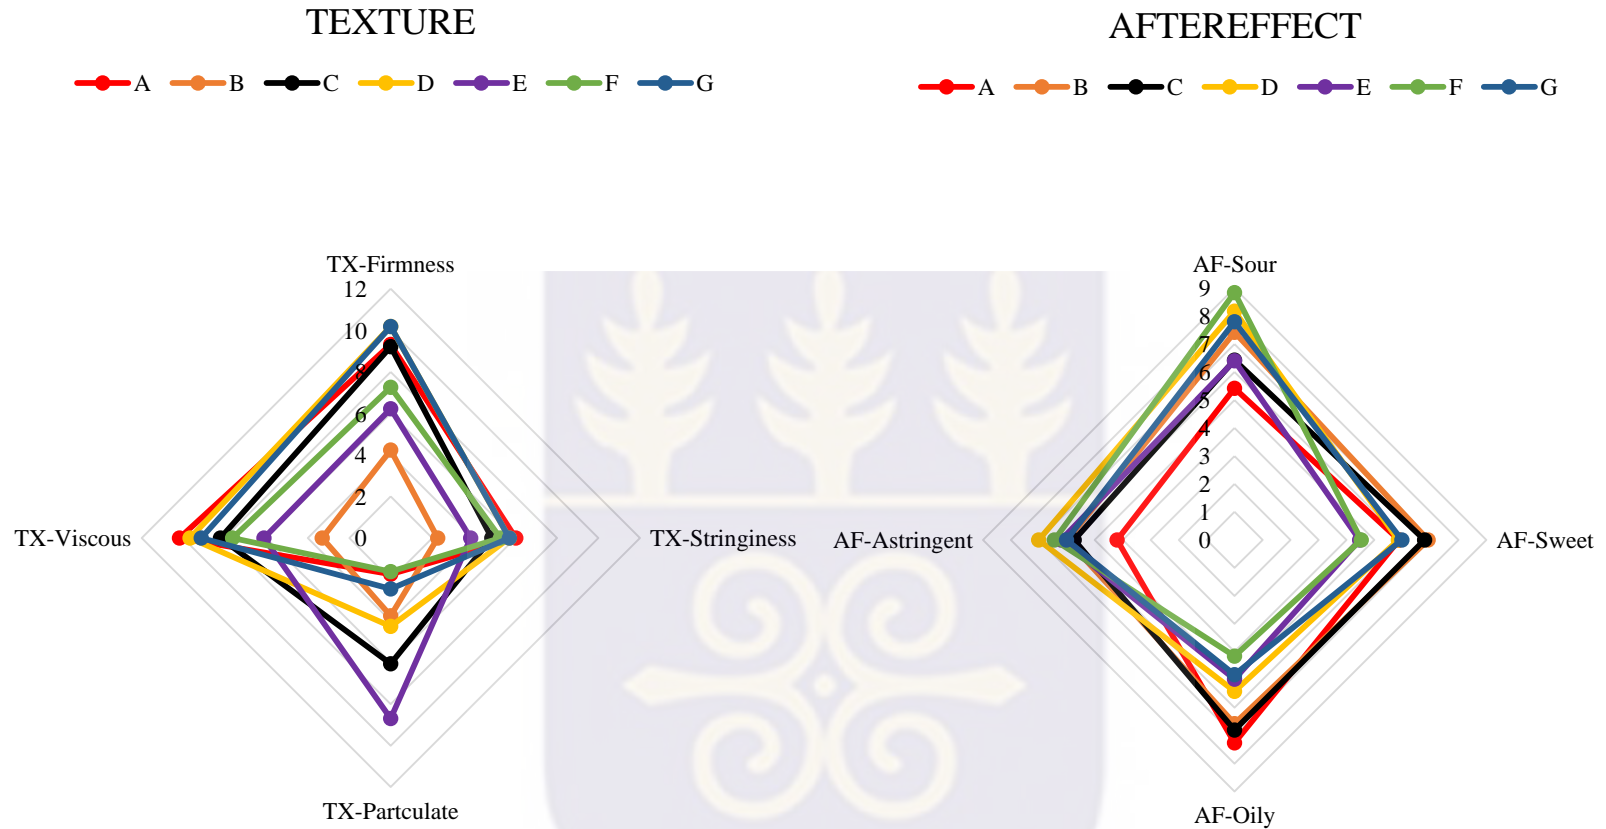 TEXTURE
A B C D E F G
TX-Firmness
12
10
8
6
4
2
0
TX-Viscous
TX-Stringiness
TX-Partculate
AFTEREFFECT
A B C D E F G
AF-Sour
9
8
7
6
5
4
3
2
1
0
AF-Astringent
AF-Sweet
AF-Oily